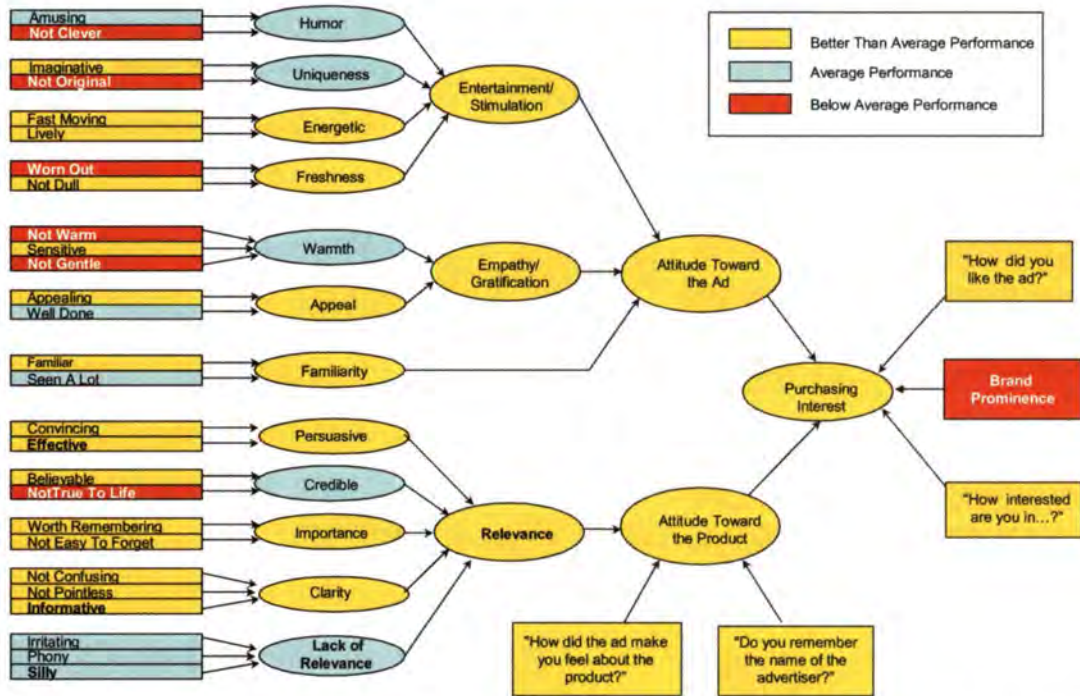 Amusing
Not Clever
Humor
Imaginative
Not Original
Uniqueness
Fast Moving
Lively
Energetic
Worn Out
Not Dull
Freshness
Entertainment/
Stimulation
Not Warm
Sensitive
Not Gentle
Warmth
Appealing
Well Done
Appeal
Empathy/
Gratification
Familiar
Seen A Lot
Familiarity
Attitude Toward
the Ad
Convincing
Effective
Persuasive
Believable
NotTrue To Life
Credible
Worth Remembering
Not Easy To Forget
Importance
Not Confusing
Not Pointless
Informative
Clarity
Irritating
Phony
Silly
Lack of
Relevance
Relevance
Attitude Toward
the Product
"How did the ad make
you feel about the
product?"
"Do you remember
the name of the
advertiser?"
Purchasing
Interest
"How did you
like the ad?"
Brand
Prominence
"How interested
are you in...?"
Better Than Average Performance
Average Performance
Below Average Performance